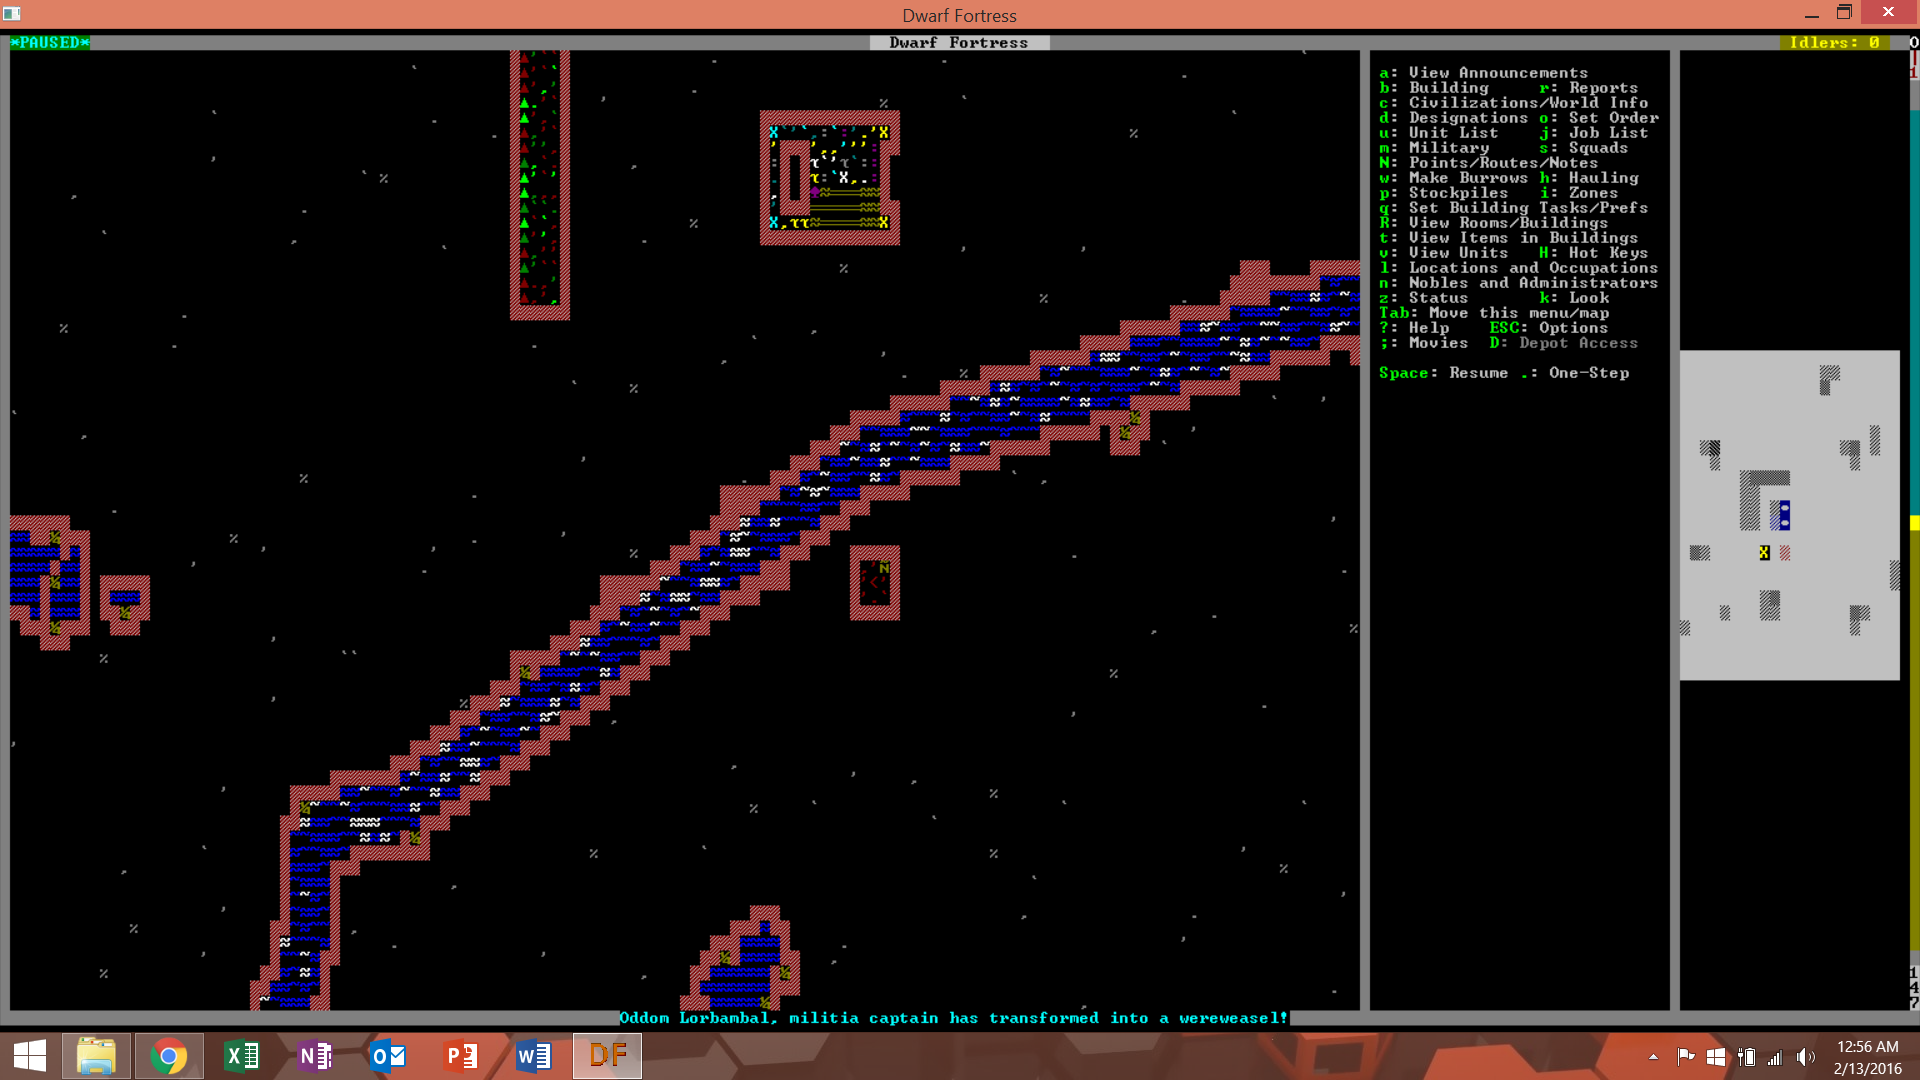 Dwarf Fortress
*PAUSED*
Dwarf Fortress
Idlers: 0
a: View Announcements
b: Building r: Reports
c: Civilizations/World Info
d: Designations o: Set Order
u: Unit List j: Job List
m: Military s: Squads
N: Points/Routes/Notes
w: Make Burrows h: Hauling
p: Stockpiles i: Zones
q: Set Building Tasks/Prefs
R: View Rooms/Buildings
t: View Items in Buildings
v: View Units H: Hot Keys
l: Locations and Occupations
n: Nobles and Administrators
z: Status k: Look
Tab: Move this menu/map
?: Help ESC: Options
;: Movies D: Depot Access
Space: Resume .: One-Step
Oddom Lorbambal, militia captain has transformed into a wereweasel!
DF
12:56 AM
2/13/2016